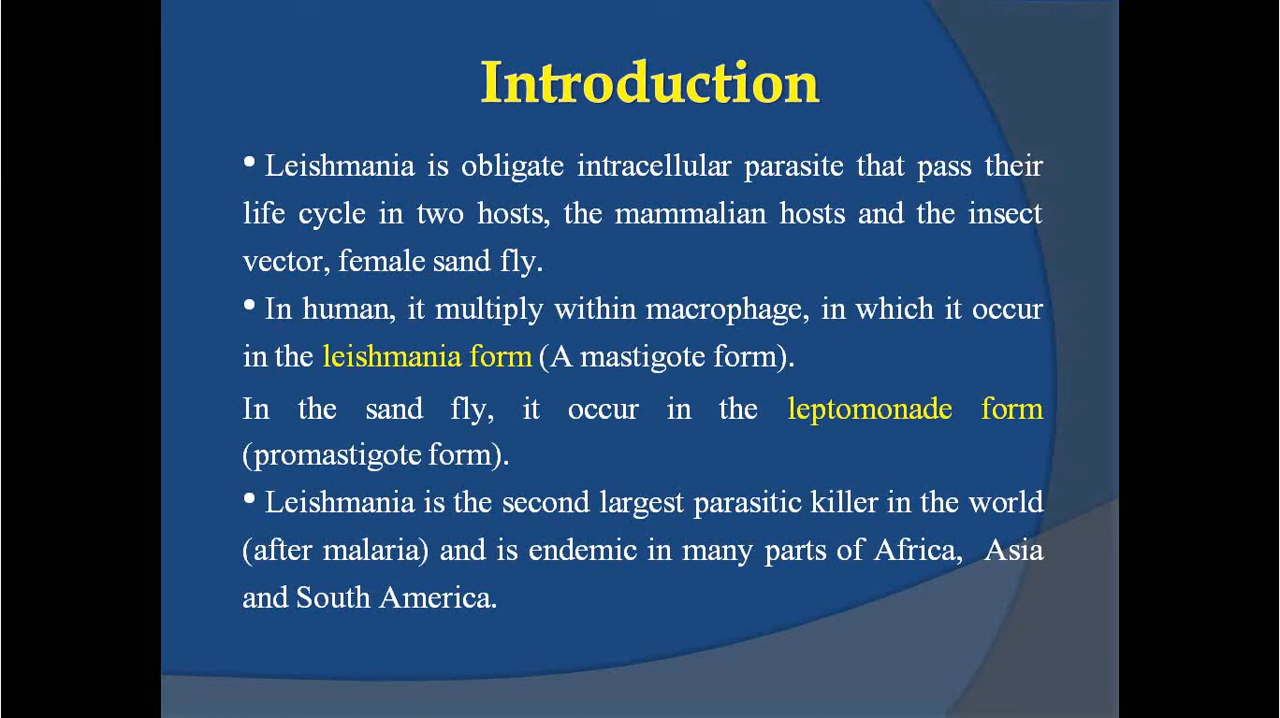 Introduction
• Leishmania is obligate intracellular parasite that pass their
life cycle in two hosts, the mammalian hosts and the insect
vector, female sand fly.
• In human, it multiply within macrophage, in which it occur
in the leishmania form (A mastigote form).
In the sand fly, it occur in the leptomonade form
(promastigote form).
• Leishmania is the second largest parasitic killer in the world
(after malaria) and is endemic in many parts of Africa, Asia
and South America.